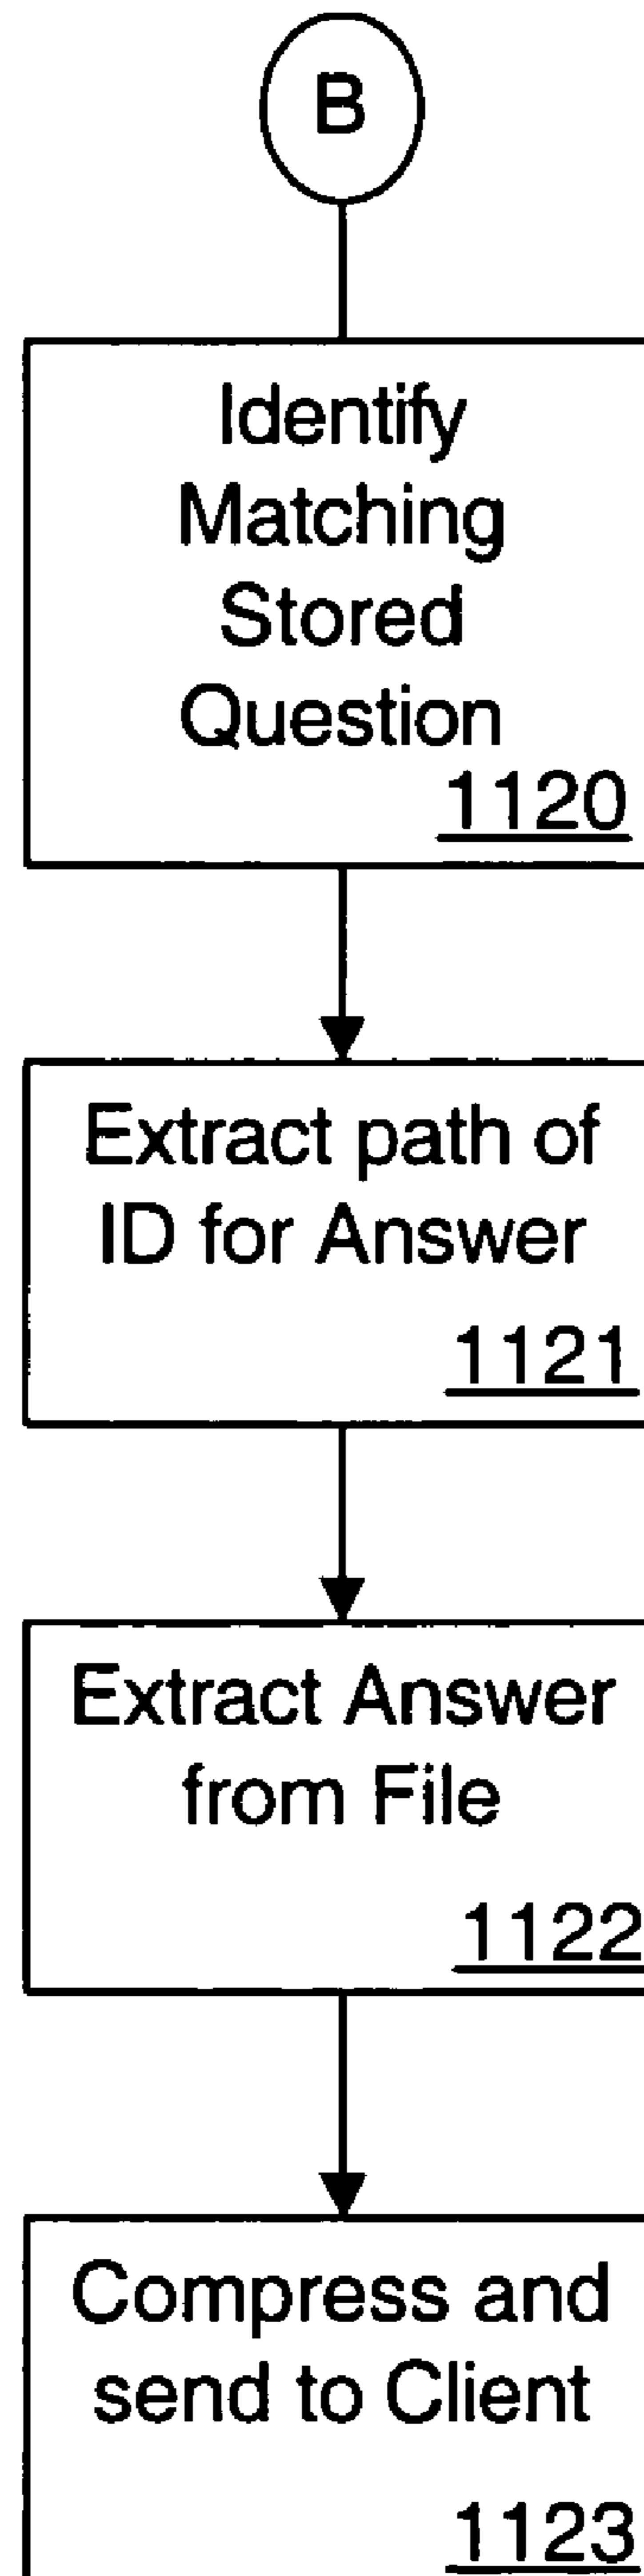 B
Identify
Matching
Stored
Question
1120
Extract path of
ID for Answer
1121
Extract Answer
from File
1122
Compress and
send to Client
1123